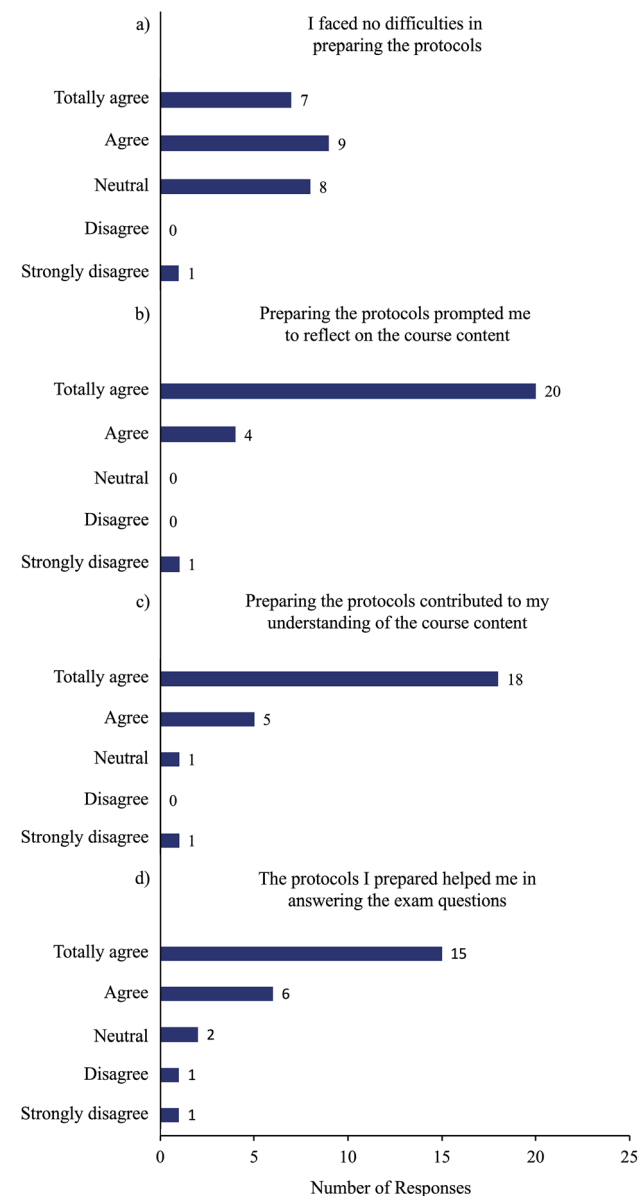 a)
I faced no difficulties in
preparing the protocols
Totally agree 7
Agree 9
Neutral 8
Disagree 0
Strongly disagree 1
b)
Preparing the protocols prompted me
to reflect on the course content
Totally agree 20
Agree 4
Neutral 0
Disagree 0
Strongly disagree 1
c)
Preparing the protocols contributed to my
understanding of the course content
Totally agree 18
Agree 5
Neutral 1
Disagree 0
Strongly disagree 1
d)
The protocols I prepared helped me in
answering the exam questions
Totally agree 15
Agree 6
Neutral 2
Disagree 1
Strongly disagree 1
0 5 10 15 20 25
Number of Responses